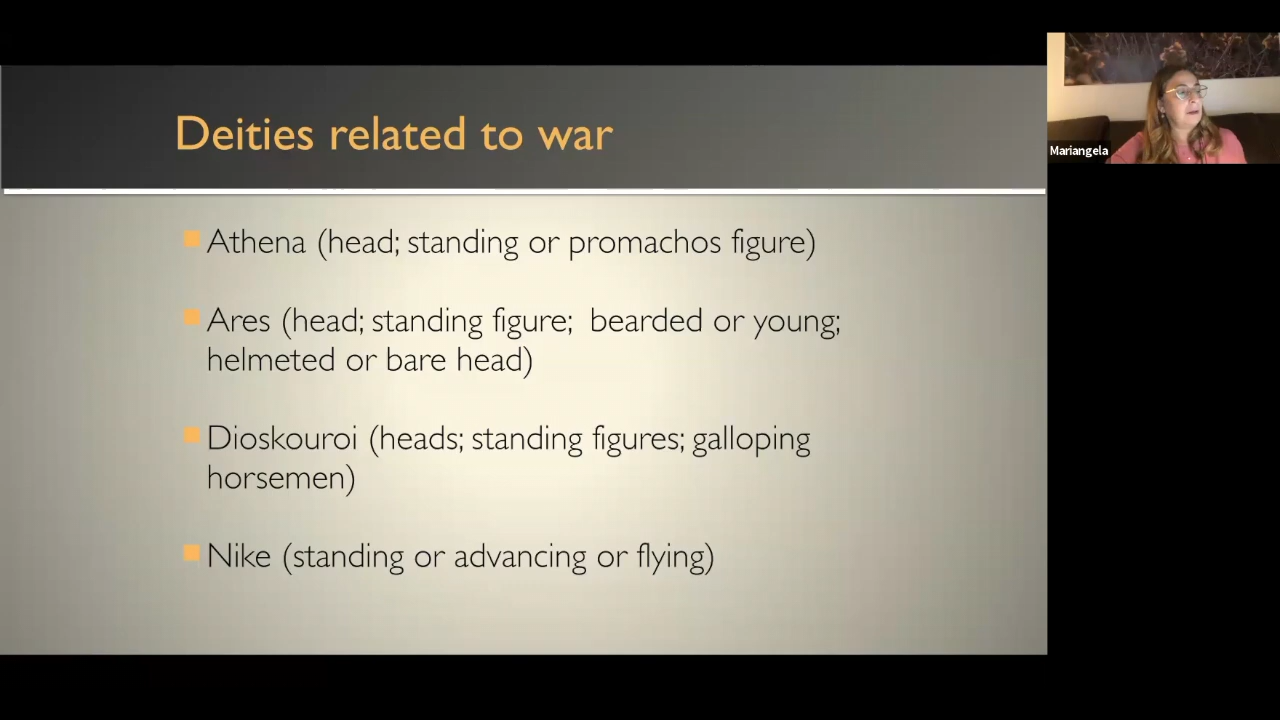 Deities related to war
Mariangela
Athena (head; standing or promachos figure)
Ares (head; standing figure;  bearded or young;
helmeted or bare head)
Dioskouroi (heads; standing figures; galloping
horsemen)
Nike (standing or advancing or flying)